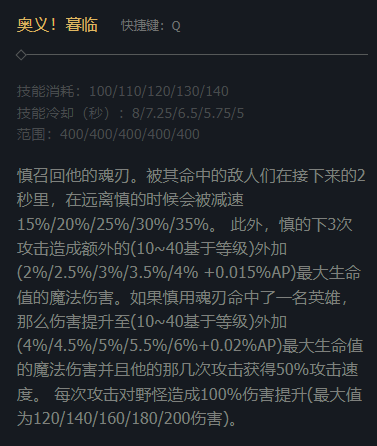 奥义！暮临 快捷键：Q
技能消耗：100/110/120/130/140
技能冷却（秒）：8/7.25/6.5/5.75/5
范围：400/400/400/400/400
慎召回他的魂刃。被其命中的敌人们在接下来的2
秒里，在远离慎的时候会被减速
15%/20%/25%/30%/35%。 此外，慎的下3次
攻击造成额外的(10~40基于等级)外加
(2%/2.5%/3%/3.5%/4% +0.015%AP)最大生命
值的魔法伤害。如果慎用魂刃命中了一名英雄，
那么伤害提升至(10~40基于等级)外加
(4%/4.5%/5%/5.5%/6%+0.02%AP)最大生命值
的魔法伤害并且他的那几次攻击获得50%攻击速
度。 每次攻击对野怪造成100%伤害提升(最大值
为120/140/160/180/200伤害)。